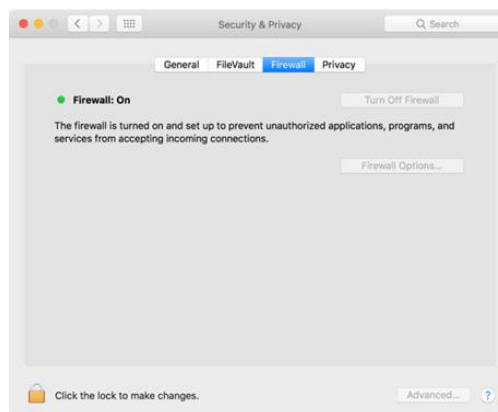 Security & Privacy
Search
General FileVault Firewall Privacy
Firewall: On
Turn Off Firewall
The firewall is turned on and set up to prevent unauthorized applications, programs, and
services from accepting incoming connections.
Firewall Options...
Click the lock to make changes.
Advanced...
?